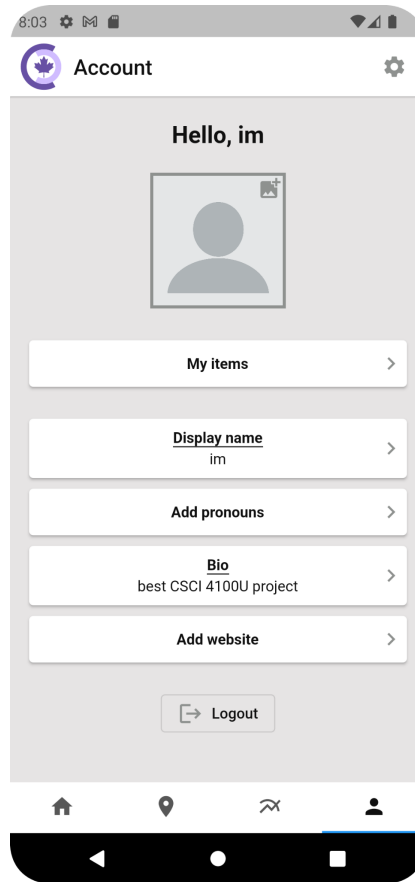 8:03
Account
Hello, im
My items
Display name
im
Add pronouns
Bio
best CSCI 4100U project
Add website
Logout